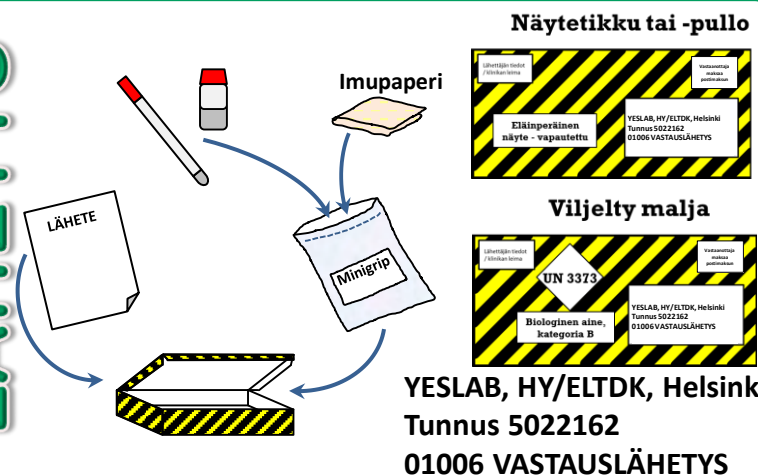 Näytetikku tai -pullo
Imupaperi
Lähettäjän tiedot
/ klinikan leima
Vastaanottaja
maksaa
postimaksun
Eläinperäinen
näyte - vapautettu
YESLAB, HY/ELTDK, Helsinki
Tunnus 5022162
01006 VASTAUSLÄHETYS
LÄHETE
Minigrip
Viljelty malja
Lähettäjän tiedot
/ klinikan leima
Vastaanottaja
maksaa
postimaksun
UN 3373
Biologinen aine,
kategoria B
YESLAB, HY/ELTDK, Helsinki
Tunnus 5022162
01006 VASTAUSLÄHETYS
YESLAB, HY/ELTDK, Helsink
Tunnus 5022162
01006 VASTAUSLÄHETYS